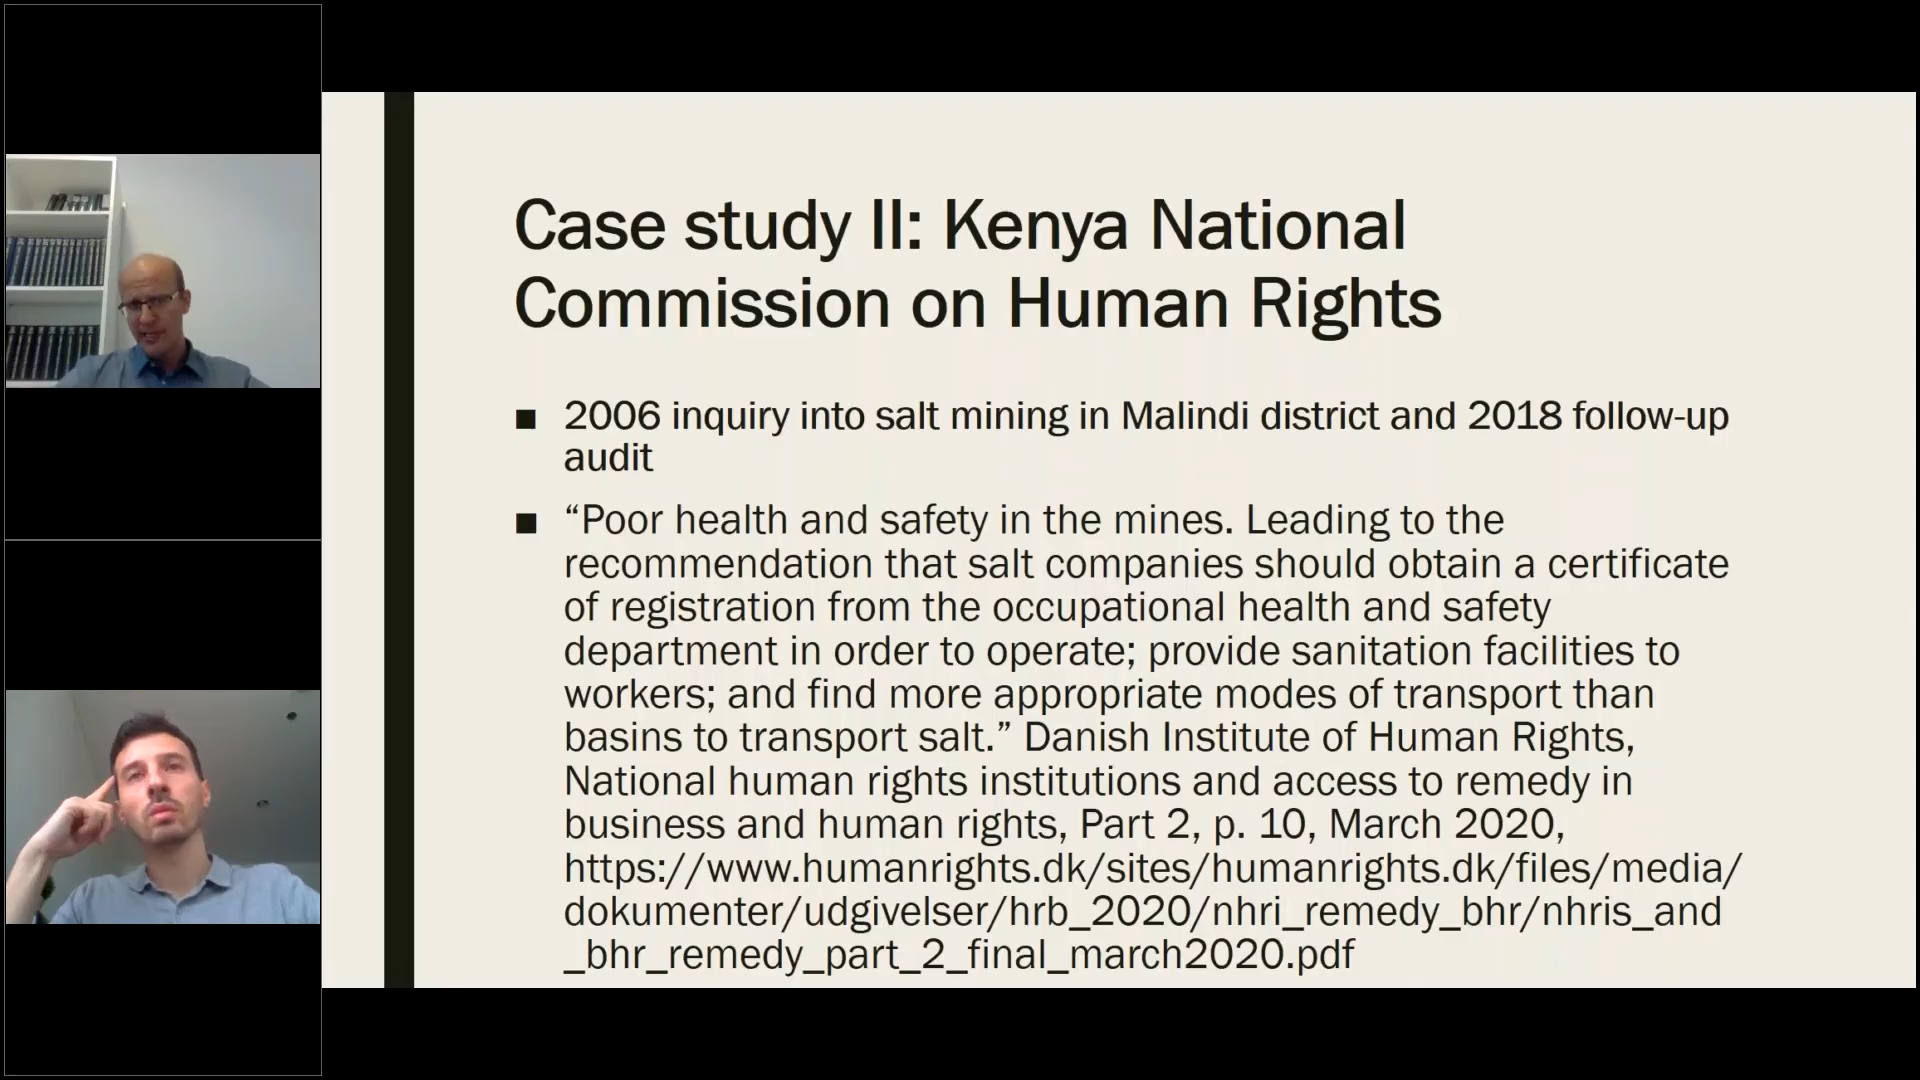 Case study II: Kenya National
Commission on Human Rights
■ 2006 inquiry into salt mining in Malindi district and 2018 follow-up
audit
■ “Poor health and safety in the mines. Leading to the
recommendation that salt companies should obtain a certificate
of registration from the occupational health and safety
department in order to operate; provide sanitation facilities to
workers; and find more appropriate modes of transport than
basins to transport salt.” Danish Institute of Human Rights,
National human rights institutions and access to remedy in
business and human rights, Part 2, p. 10, March 2020,
https://www.humanrights.dk/sites/humanrights.dk/files/media/
dokumenter/udgivelser/hrb_2020/nhri_remedy_bhr/nhris_and
_bhr_remedy_part_2_final_march2020.pdf